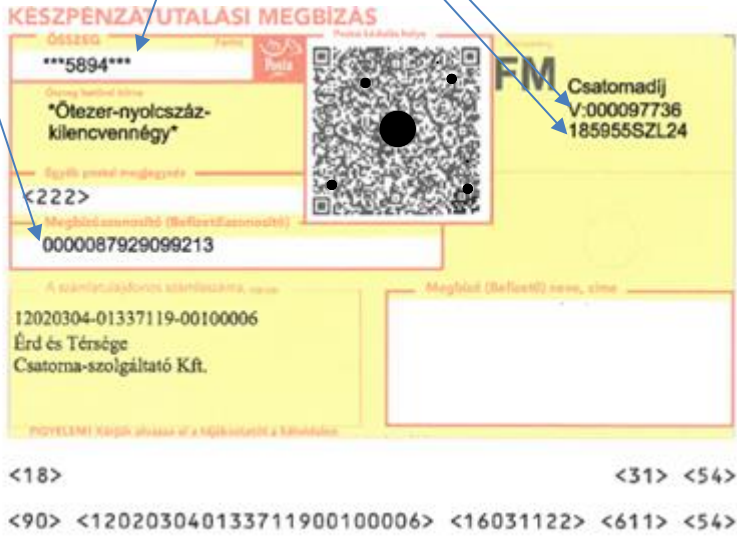 KÉSZPÉNZÁTUTALÁSI MEGBÍZÁS
ÖSSZEG
***5894***
Posta
FM
Csatornadíj
V:000097736
185955SZL24
*Ötezer-nyolcszáz-
kilencvennégy*
Egyéb postai megjegyzés
<222>
Megbízóazonosító (Befizetőazonosító)
0000087929099213
A számlatulajdonos számlaszáma, neve
Megbízó (Befizető) neve, címe
12020304-01337119-00100006
Érd és Térsége
Csatorna-szolgáltató Kft.
<18> <31> <54>
<90> <120203040133711900100006> <16031122> <611> <54>